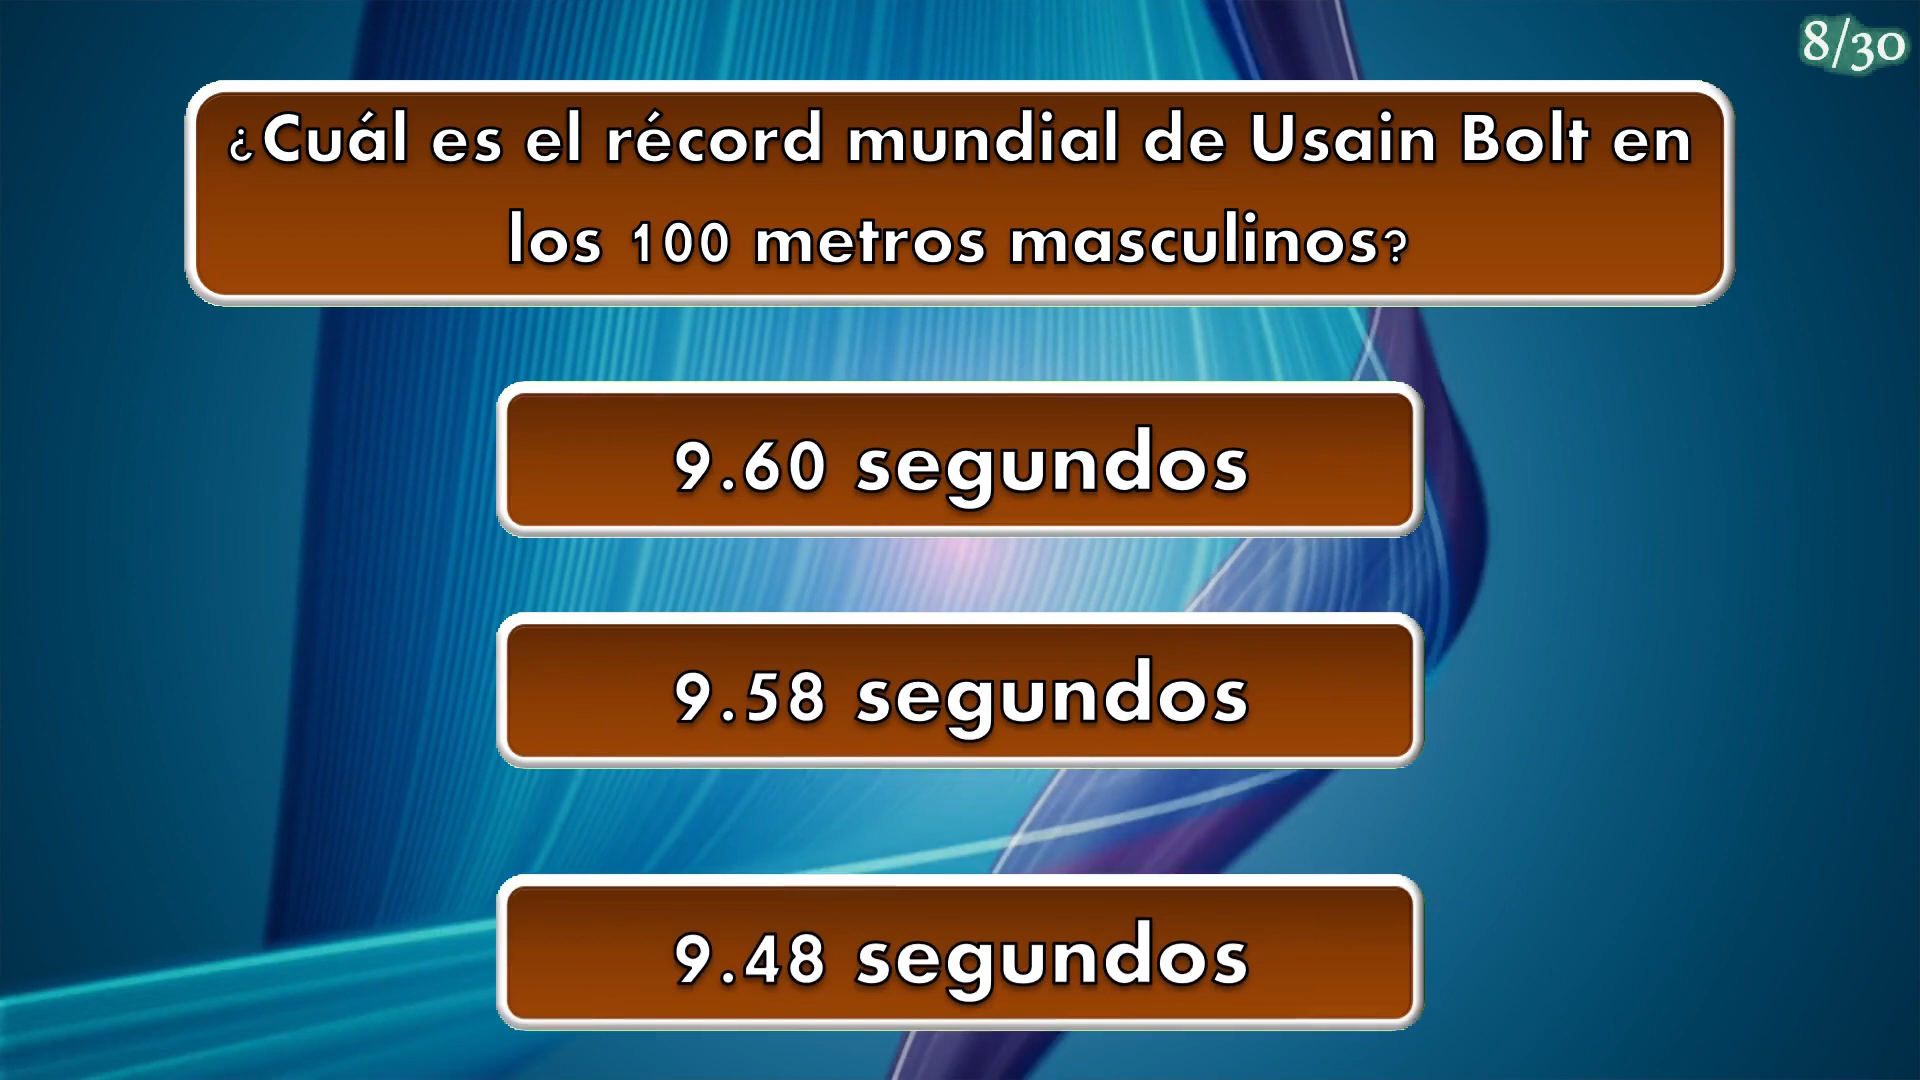 8/30
¿Cuál es el récord mundial de Usain Bolt en
los 100 metros masculinos?
9.60 segundos
9.58 segundos
9.48 segundos